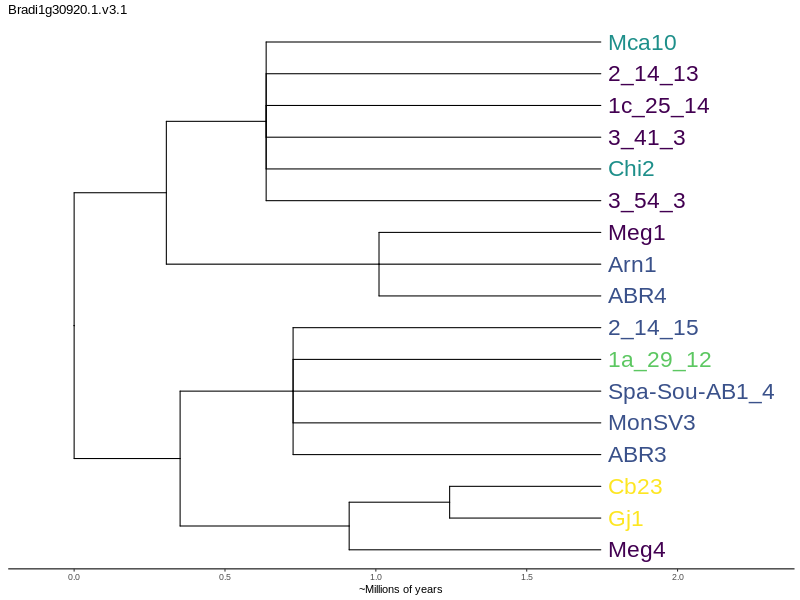 Bradi1g30920.1.v3.1
Mca10
2_14_13
1c_25_14
3_41_3
Chi2
3_54_3
Meg1
Arn1
ABR4
2_14_15
1a_29_12
Spa-Sou-AB1_4
MonSV3
ABR3
Cb23
Gj1
Meg4
0.0 0.5 1.0 1.5 2.0
~Millions of years